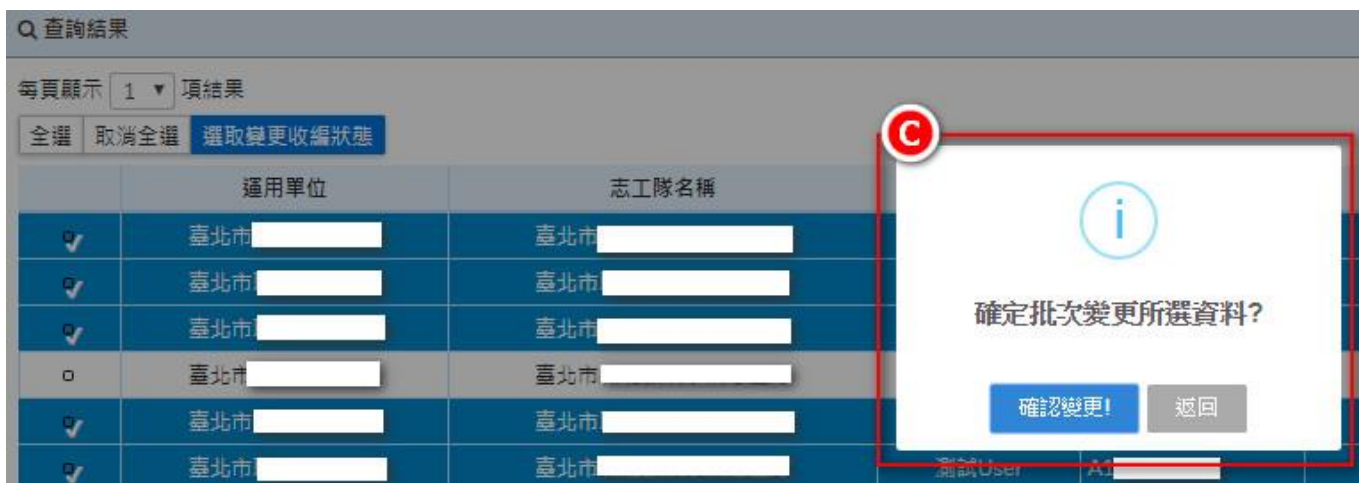 查詢結果
每頁顯示 1 項結果
全選 取消全選 選取變更收編狀態
運用單位 志工隊名稱
C
臺北市 臺北市
臺北市 臺北市
臺北市 臺北市
臺北市 臺北市
臺北市 臺北市
臺北市 臺北市 測試User A1
i
確定批次變更所選資料?
確認變更! 返回